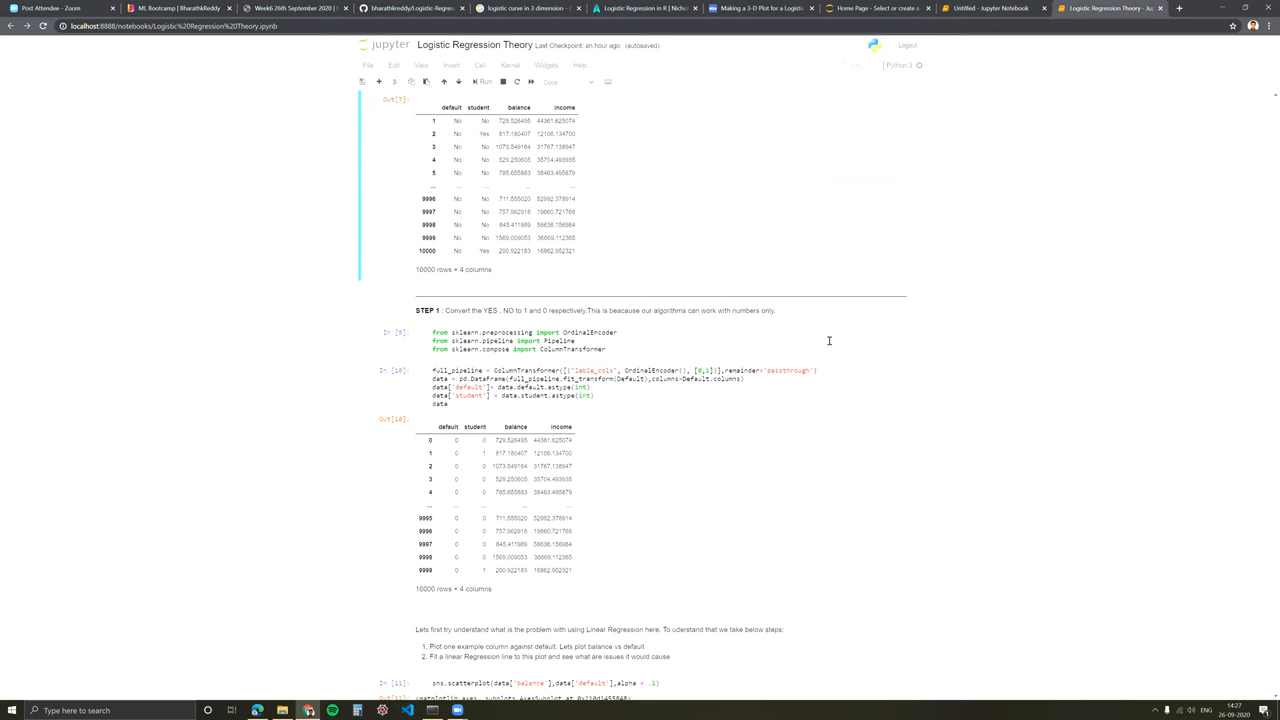 Post Attendee - Zoom
ML Bootcamp | BharathKReddy
Week6 26th September 2020 | M
bharathkreddy/Logistic-Regres
logistic curve in 3 dimension - G
Logistic Regression in R | Nichol
Making a 3-D Plot for a Logistic
Home Page - Select or create a
Untitled - Jupyter Notebook
Logistic Regression Theory - Jup
localhost:8888/notebooks/Logistic%20Regression%20Theory.ipynb
jupyter Logistic Regression Theory Last Checkpoint: an hour ago (autosaved)
Logout
File Edit View Insert Cell Kernel Widgets Help
Python 3
Run
Code
Out[7]:
default student balance income
1 No No 729.526495 44361.625074
2 No Yes 817.180407 12106.134700
3 No No 1073.549164 31767.138947
4 No No 529.250605 35704.493935
5 No No 785.655883 38463.495879
... ... ... ... ...
9996 No No 711.555020 52992.378914
9997 No No 757.962918 19660.721768
9998 No No 845.411989 58636.156984
9999 No No 1569.009053 36669.112365
10000 No Yes 200.922183 16862.952321
10000 rows × 4 columns
STEP 1 : Convert the YES , NO to 1 and 0 respectively.This is beacause our algorithms can work with numbers only.
In [9]:
from sklearn.preprocessing import OrdinalEncoder
from sklearn.pipeline import Pipeline
from sklearn.compose import ColumnTransformer
In [10]:
full_pipeline = ColumnTransformer([("lable_cols", OrdinalEncoder(), [0,1])],remainder='passthrough')
data = pd.DataFrame(full_pipeline.fit_transform(Default),columns=Default.columns)
data['default']= data.default.astype(int)
data['student'] = data.student.astype(int)
data
Out[10]:
default student balance income
0 0 0 729.526495 44361.625074
1 0 1 817.180407 12106.134700
2 0 0 1073.549164 31767.138947
3 0 0 529.250605 35704.493935
4 0 0 785.655883 38463.495879
... ... ... ... ...
9995 0 0 711.555020 52992.378914
9996 0 0 757.962918 19660.721768
9997 0 0 845.411989 58636.156984
9998 0 0 1569.009053 36669.112365
9999 0 1 200.922183 16862.952321
10000 rows × 4 columns
Lets first try understand what is the problem with using Linear Regression here. To uderstand that we take below steps:
1. Plot one example column against default. Lets plot balance vs default
2. Fit a linear Regression line to this plot and see what are issues it would cause
In [11]:
sns.scatterplot(data['balance'],data['default'],alpha = .1)
Out[11]:
<matplotlib.axes._subplots.AxesSubplot at 0x210d1455848>
Type here to search
ENG
14:27
26-09-2020